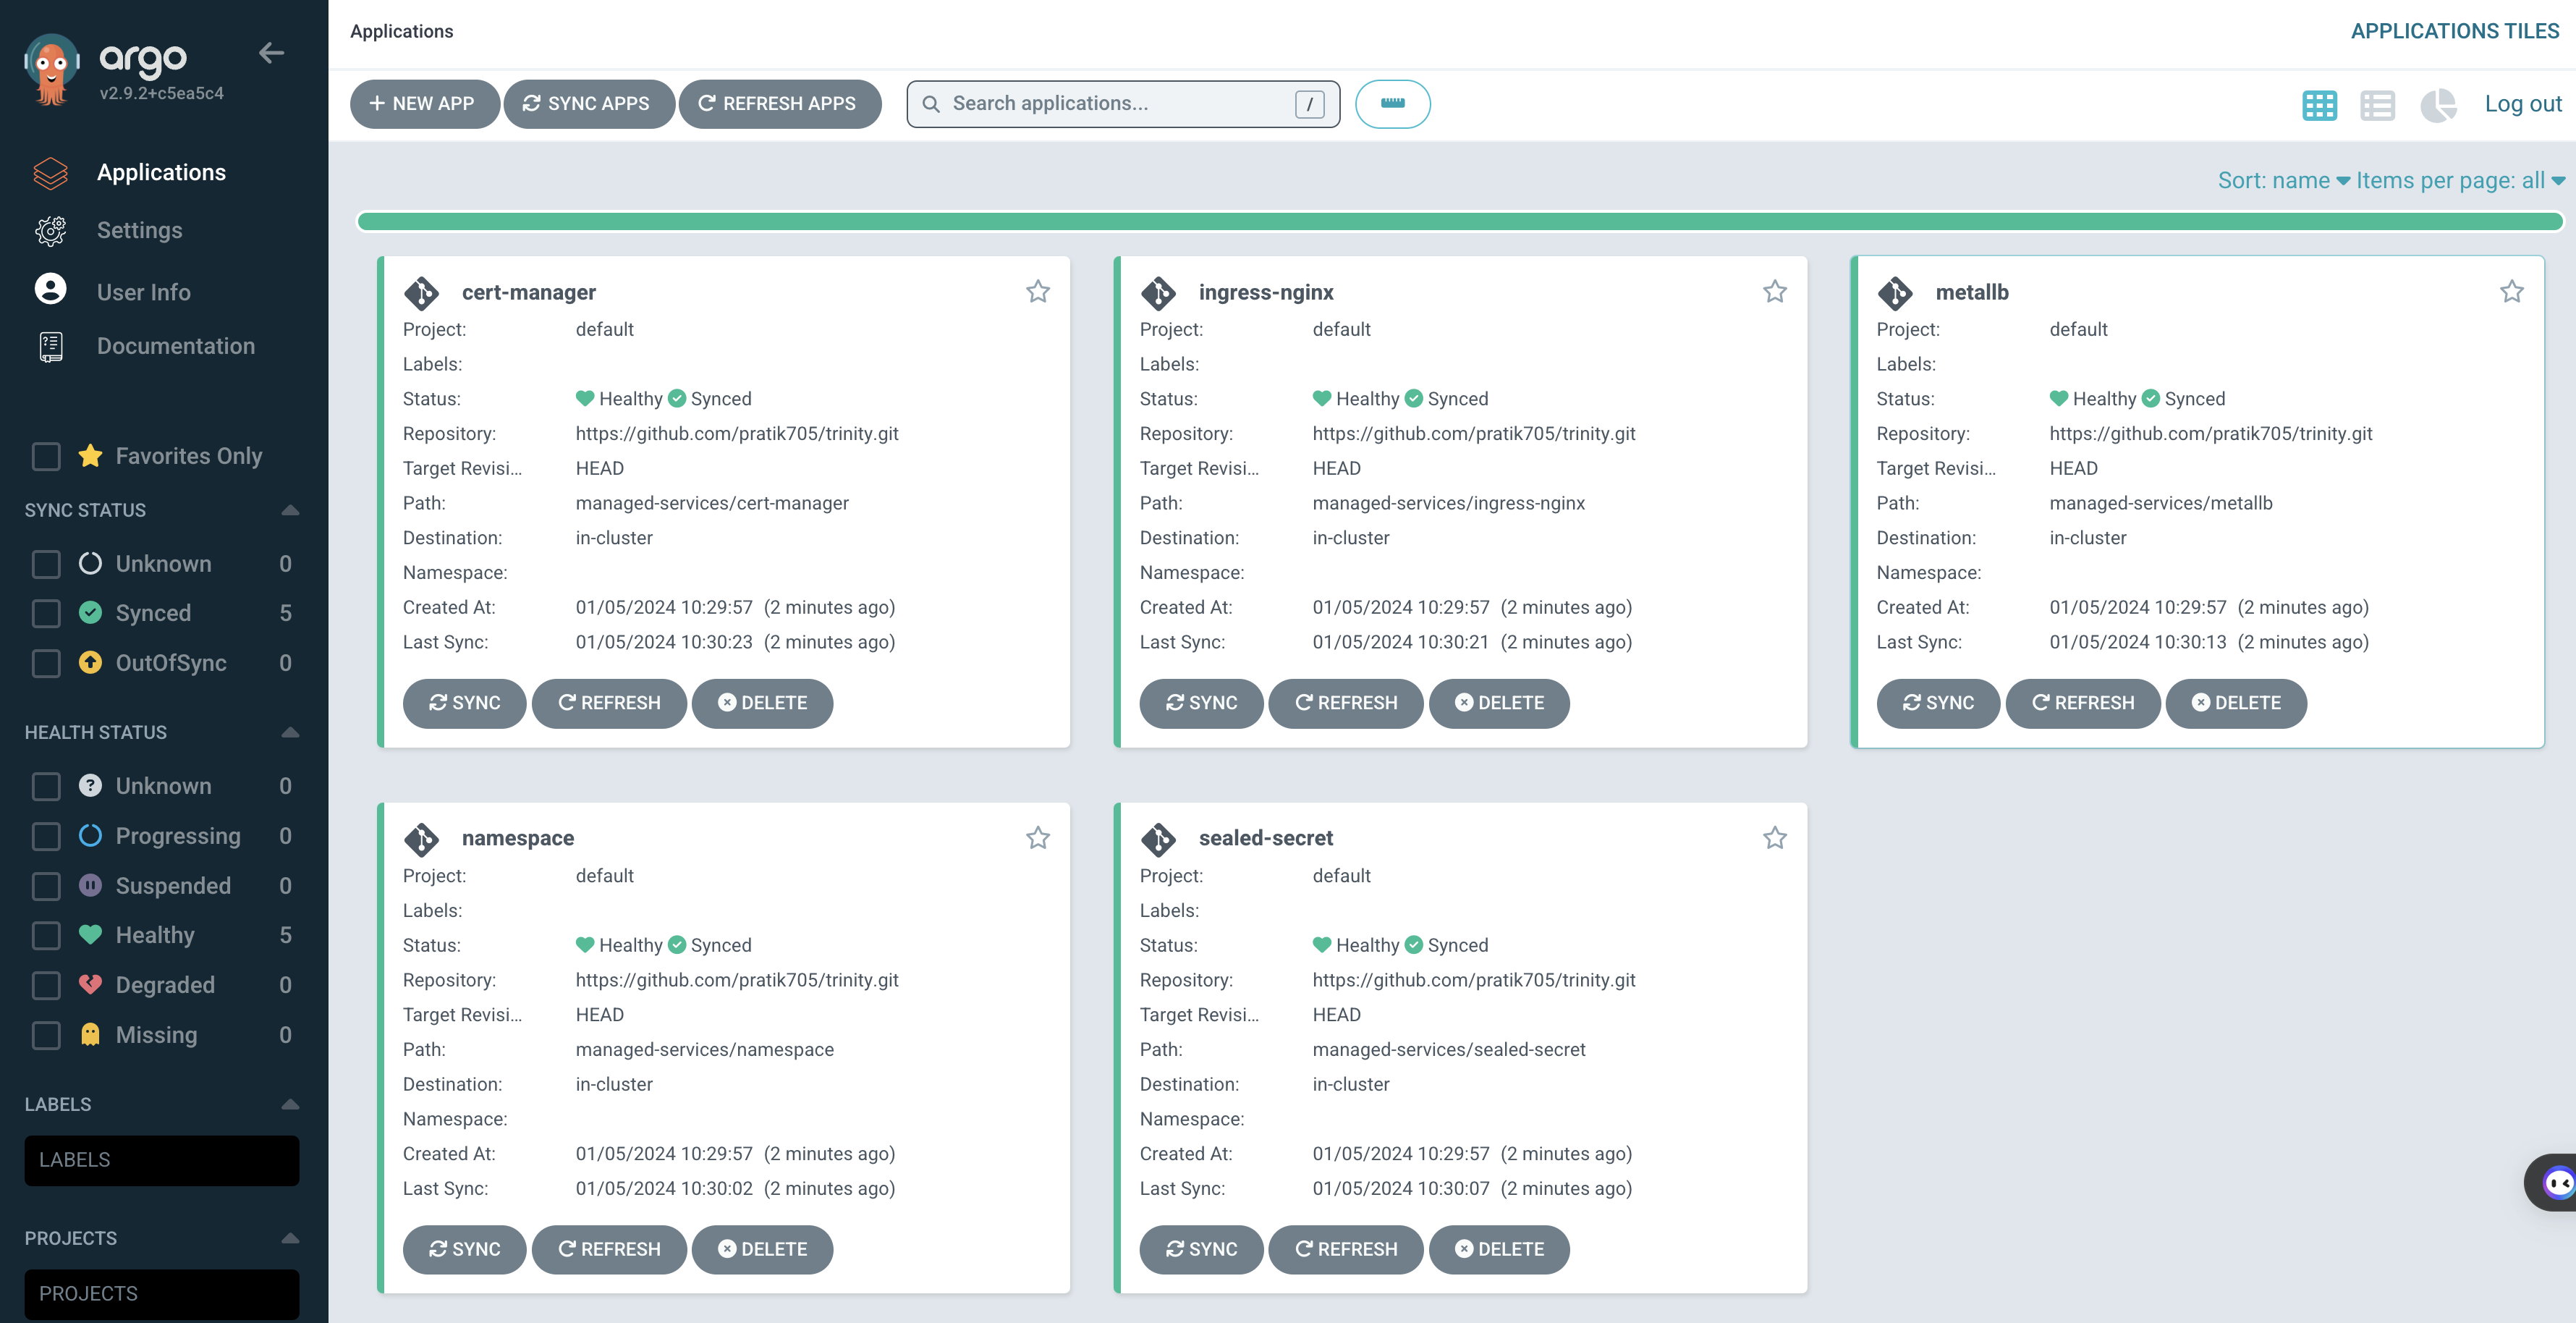 argo
v2.9.2+c5ea5c4
Applications
Settings
User Info
Documentation
Favorites Only
SYNC STATUS
Unknown 0
Synced 5
OutOfSync 0
HEALTH STATUS
Unknown 0
Progressing 0
Suspended 0
Healthy 5
Degraded 0
Missing 0
LABELS
LABELS
PROJECTS
PROJECTS
Applications
APPLICATIONS TILES
+ NEW APP SYNC APPS REFRESH APPS Search applications... / Log out
Sort: name Items per page: all
cert-manager
Project: default
Labels:
Status: Healthy Synced
Repository: https://github.com/pratik705/trinity.git
Target Revisi... HEAD
Path: managed-services/cert-manager
Destination: in-cluster
Namespace:
Created At: 01/05/2024 10:29:57 (2 minutes ago)
Last Sync: 01/05/2024 10:30:23 (2 minutes ago)
SYNC REFRESH DELETE
ingress-nginx
Project: default
Labels:
Status: Healthy Synced
Repository: https://github.com/pratik705/trinity.git
Target Revisi... HEAD
Path: managed-services/ingress-nginx
Destination: in-cluster
Namespace:
Created At: 01/05/2024 10:29:57 (2 minutes ago)
Last Sync: 01/05/2024 10:30:21 (2 minutes ago)
SYNC REFRESH DELETE
metallb
Project: default
Labels:
Status: Healthy Synced
Repository: https://github.com/pratik705/trinity.git
Target Revisi... HEAD
Path: managed-services/metallb
Destination: in-cluster
Namespace:
Created At: 01/05/2024 10:29:57 (2 minutes ago)
Last Sync: 01/05/2024 10:30:13 (2 minutes ago)
SYNC REFRESH DELETE
namespace
Project: default
Labels:
Status: Healthy Synced
Repository: https://github.com/pratik705/trinity.git
Target Revisi... HEAD
Path: managed-services/namespace
Destination: in-cluster
Namespace:
Created At: 01/05/2024 10:29:57 (2 minutes ago)
Last Sync: 01/05/2024 10:30:02 (2 minutes ago)
SYNC REFRESH DELETE
sealed-secret
Project: default
Labels:
Status: Healthy Synced
Repository: https://github.com/pratik705/trinity.git
Target Revisi... HEAD
Path: managed-services/sealed-secret
Destination: in-cluster
Namespace:
Created At: 01/05/2024 10:29:57 (2 minutes ago)
Last Sync: 01/05/2024 10:30:07 (2 minutes ago)
SYNC REFRESH DELETE